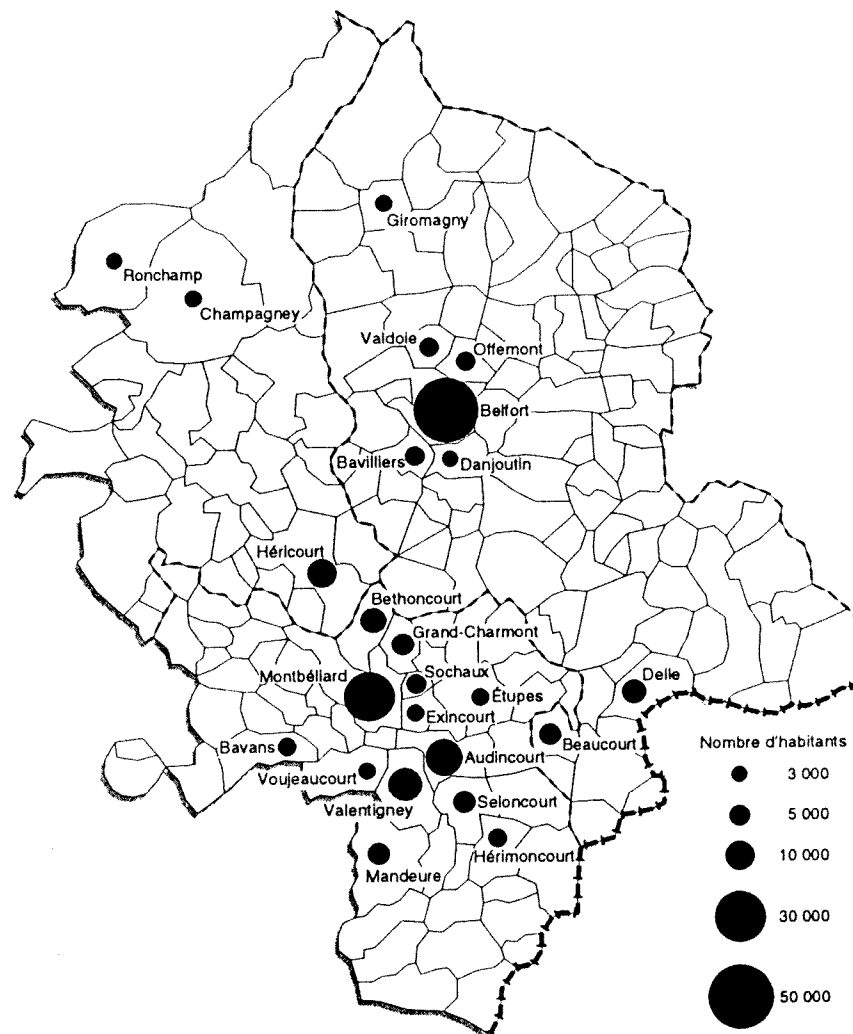 Giromagny
Ronchamp
Champagney
Valdoie
Offemont
Belfort
Bavilliers
Danjoutin
Héricourt
Bethoncourt
Grand-Charmont
Montbéliard
Sochaux
Delle
Étupes
Exincourt
Bavans
Audincourt
Beaucourt
Nombre d'habitants
Voujeaucourt
3 000
Valentigney
Seloncourt
5 000
Hérimoncourt
10 000
Mandeure
30 000
50 000